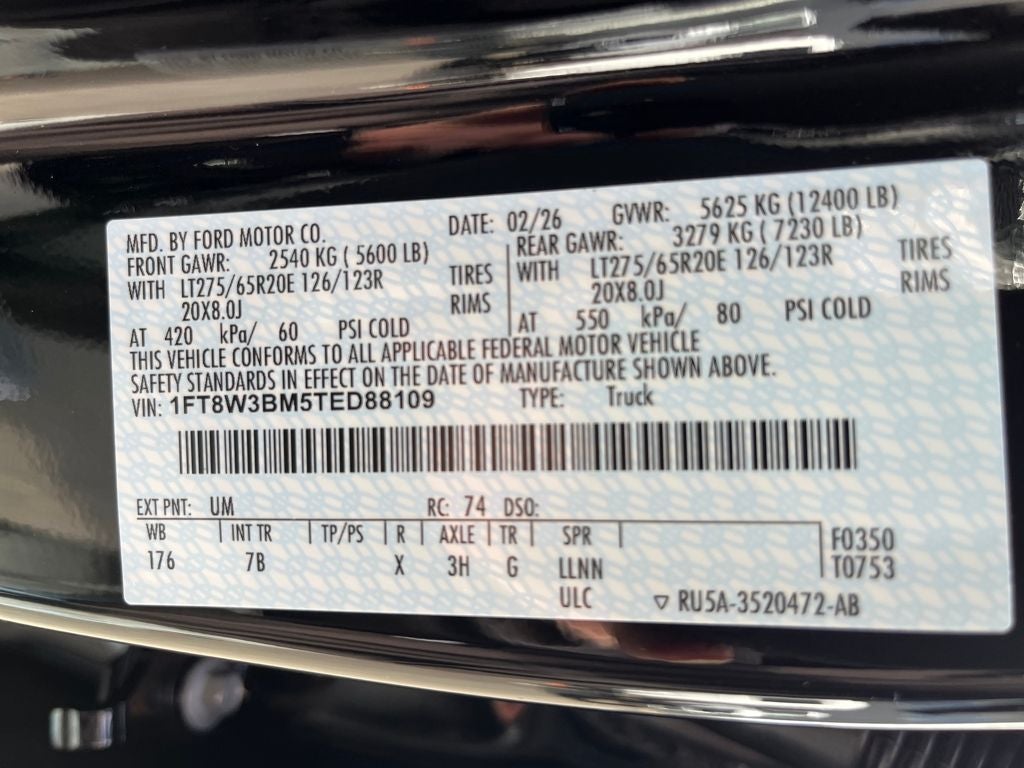 MFD. BY FORD MOTOR CO. DATE: 02/26 GVWR: 5625 KG (12400 LB)
FRONT GAWR: 2540 KG ( 5600 LB) REAR GAWR: 3279 KG ( 7230 LB)
WITH LT275/65R20E 126/123R TIRES WITH LT275/65R20E 126/123R TIRES
20X8.0J RIMS 20X8.0J RIMS
AT 420 kPa/ 60 PSI COLD AT 550 kPa/ 80 PSI COLD
THIS VEHICLE CONFORMS TO ALL APPLICABLE FEDERAL MOTOR VEHICLE
SAFETY STANDARDS IN EFFECT ON THE DATE OF MANUFACTURE SHOWN ABOVE.
VIN: 1FT8W3BM5TED88109 TYPE: Truck
EXT PNT: UM RC: 74 DSO:
WB INT TR TP/PS R AXLE TR SPR F0350
176 7B X 3H G LLNN T0753
ULC ▽ RU5A-3520472-AB